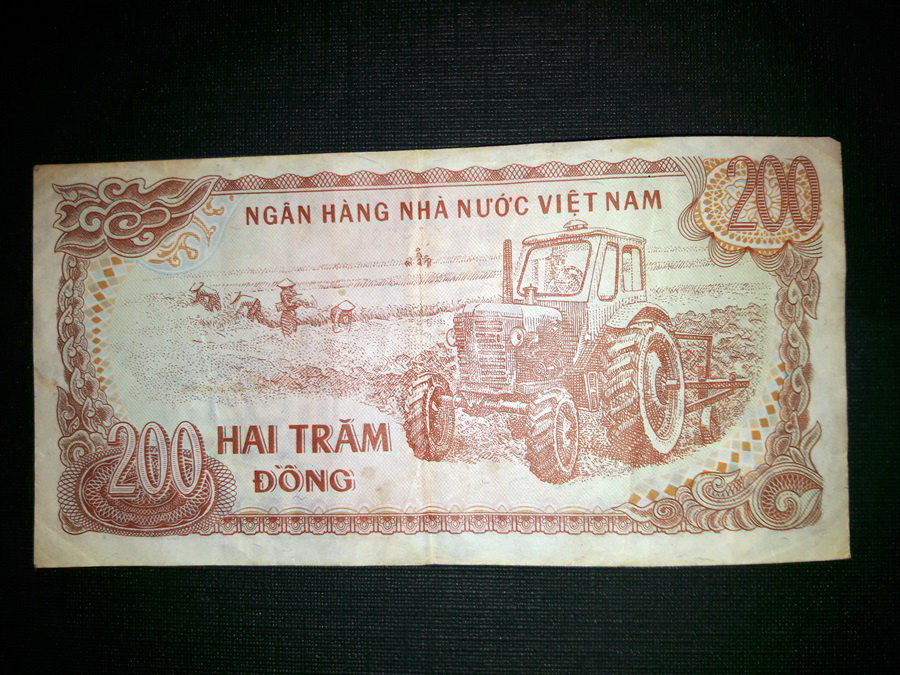 NGÂN HÀNG NHÀ NƯỚC VIỆT NAM
200
200
HAI TRĂM
ĐỒNG